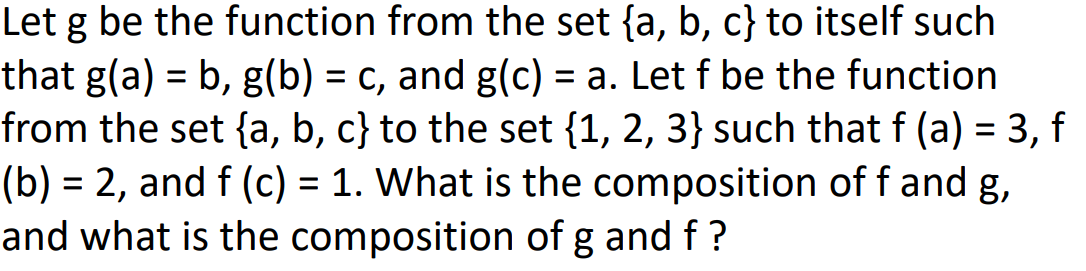 Let g be the function from the set {a, b, c} to itself such
that g(a) = b, g(b) = c, and g(c) = a. Let f be the function
from the set {a, b, c} to the set {1, 2, 3} such that f (a) = 3, f
(b) = 2, and f (c) = 1. What is the composition of f and g,
and what is the composition of g and f ?